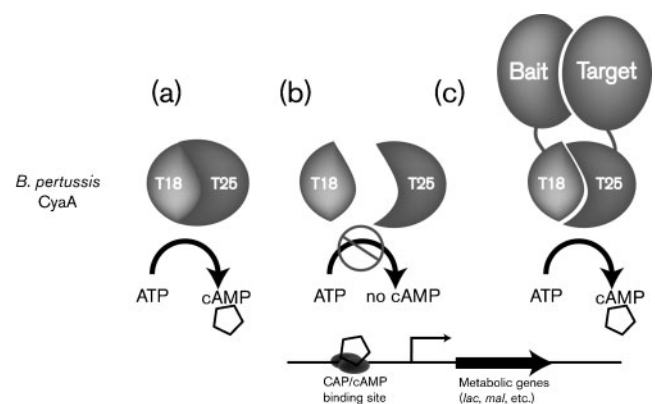 (a)
(b)
(c)
Bait
Target
B. pertussis
CyaA
T18
T25
T18
T25
T18
T25
ATP
cAMP
ATP
no cAMP
ATP
cAMP
CAP/cAMP
binding site
Metabolic genes
(lac, mal, etc.)